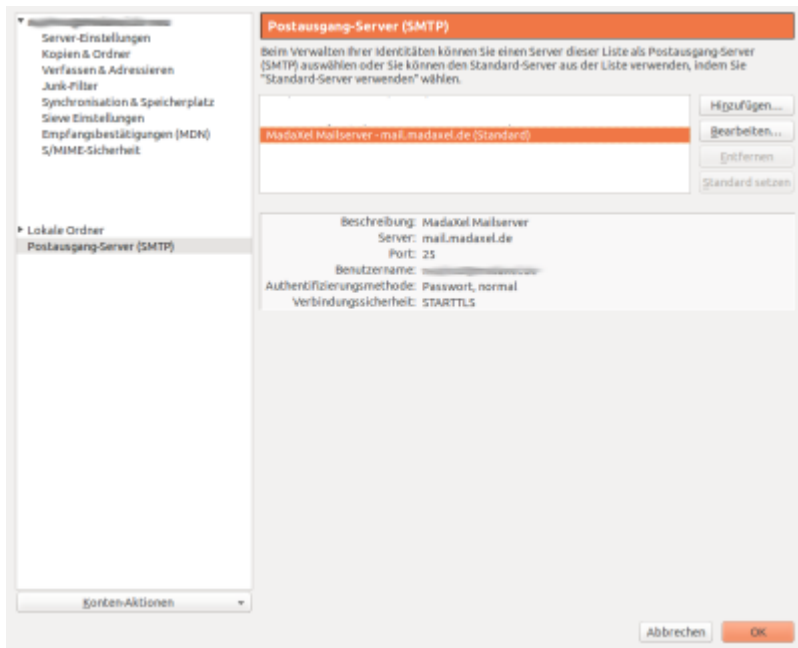 Server-Einstellungen
Kopien & Ordner
Verfassen & Adressieren
Junk-Filter
Synchronisation & Speicherplatz
Sieve Einstellungen
Empfangsbestätigungen (MDN)
S/MIME-Sicherheit
Lokale Ordner
Postausgang-Server (SMTP)
Konten-Aktionen
Postausgang-Server (SMTP)
Beim Verwalten Ihrer Identitäten können Sie einen Server dieser Liste als Postausgang-Server
(SMTP) auswählen oder Sie können den Standard-Server aus der Liste verwenden, indem Sie
"Standard-Server verwenden" wählen.
MadaXel Mailserver - mail.madaxel.de (Standard)
Hinzufügen...
Bearbeiten...
Entfernen
Standard setzen
Beschreibung: MadaXel Mailserver
Server: mail.madaxel.de
Port: 25
Benutzername:
Authentifizierungsmethode: Passwort, normal
Verbindungssicherheit: STARTTLS
Abbrechen
OK